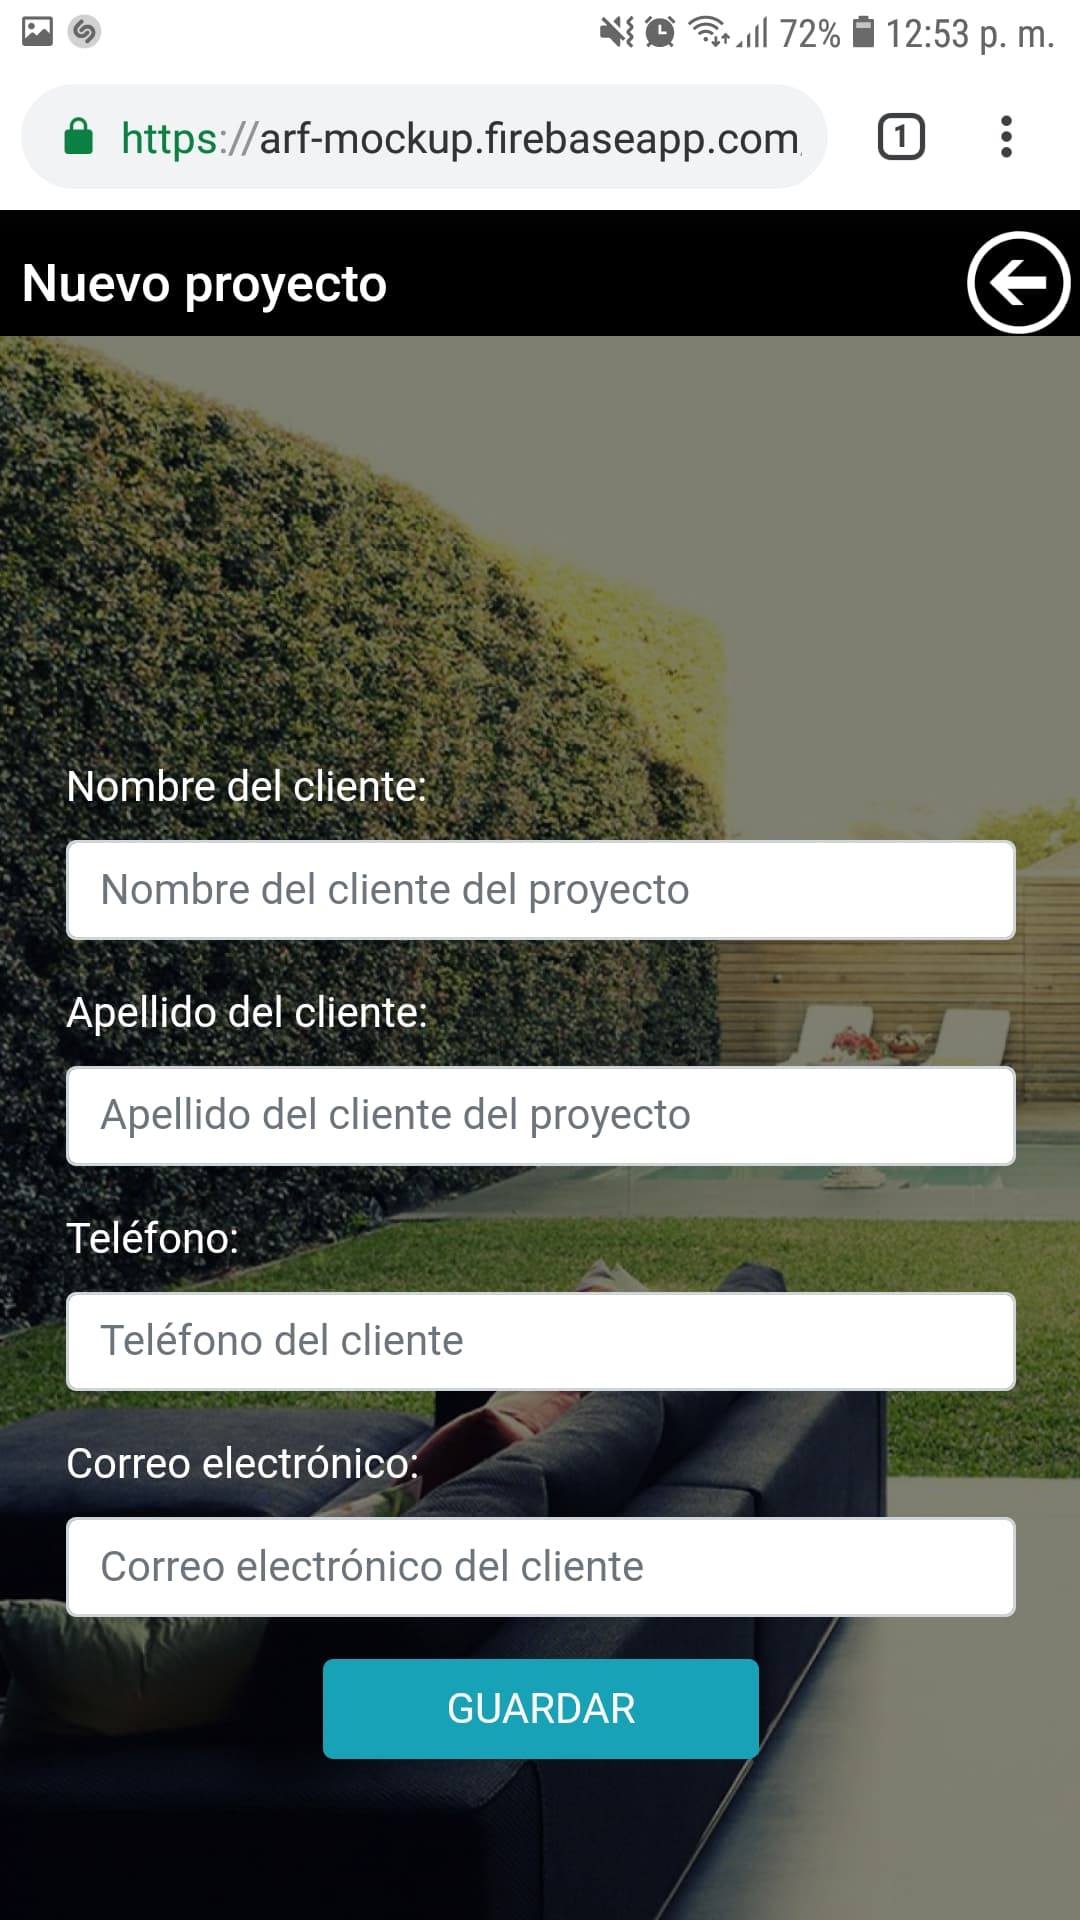 72% 12:53 p. m.
https://arf-mockup.firebaseapp.com
1
Nuevo proyecto
Nombre del cliente:
Nombre del cliente del proyecto
Apellido del cliente:
Apellido del cliente del proyecto
Teléfono:
Teléfono del cliente
Correo electrónico:
Correo electrónico del cliente
GUARDAR